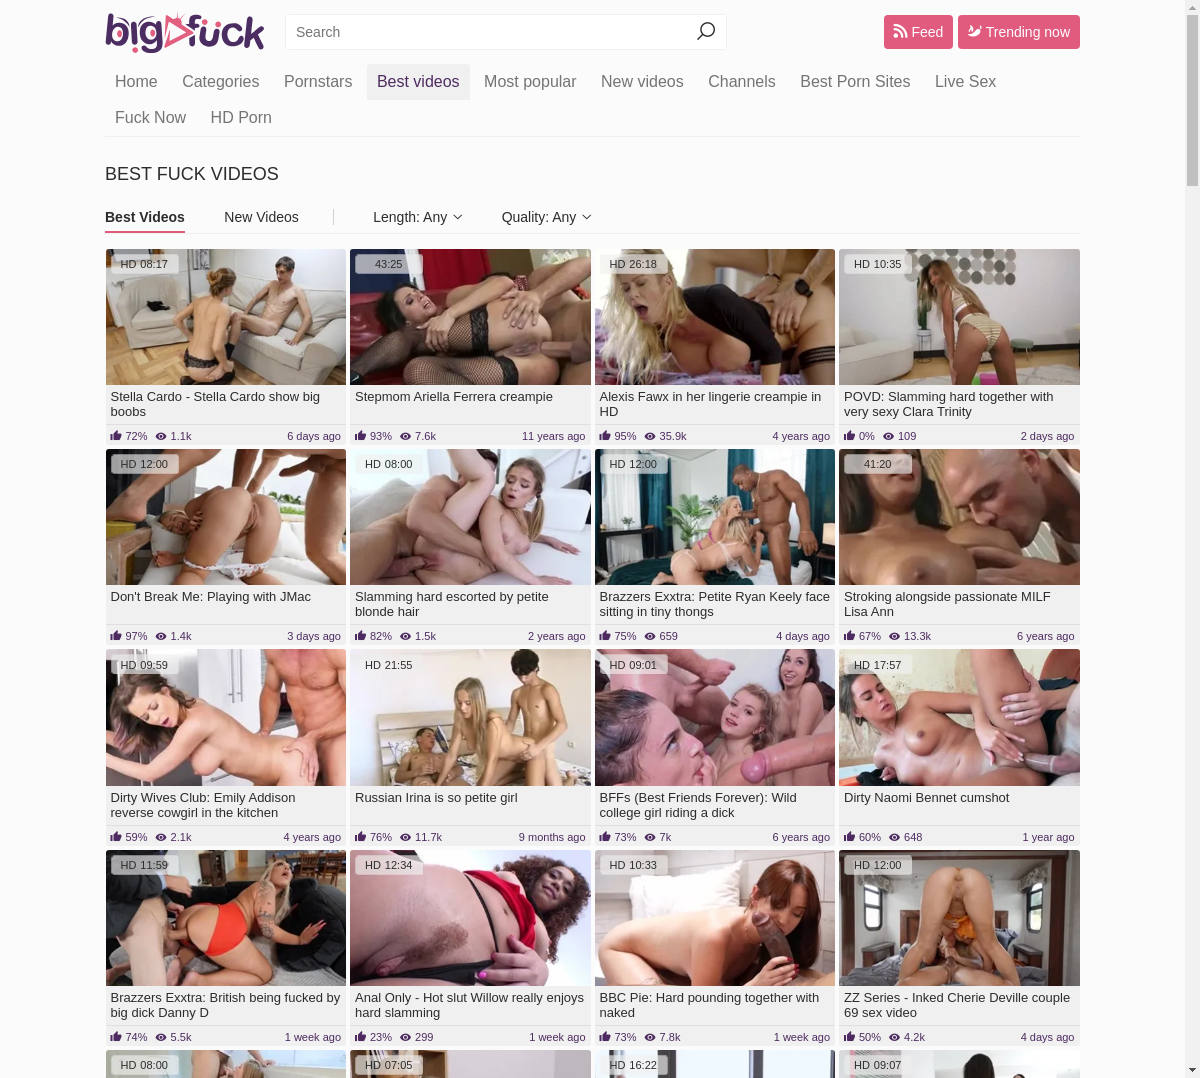 big fuck
Search
Feed
Trending now
Home Categories Pornstars Best videos Most popular New videos Channels Best Porn Sites Live Sex
Fuck Now HD Porn
BEST FUCK VIDEOS
Best Videos New Videos Length: Any Quality: Any
HD 08:17
43:25
HD 26:18
HD 10:35
Stella Cardo - Stella Cardo show big
boobs
72% 1.1k 6 days ago
Stepmom Ariella Ferrera creampie
93% 7.6k 11 years ago
Alexis Fawx in her lingerie creampie in
HD
95% 35.9k 4 years ago
POVD: Slamming hard together with
very sexy Clara Trinity
0% 109 2 days ago
HD 12:00
HD 08:00
HD 12:00
41:20
Don't Break Me: Playing with JMac
97% 1.4k 3 days ago
Slamming hard escorted by petite
blonde hair
82% 1.5k 2 years ago
Brazzers Exxtra: Petite Ryan Keely face
sitting in tiny thongs
75% 659 4 days ago
Stroking alongside passionate MILF
Lisa Ann
67% 13.3k 6 years ago
HD 09:59
HD 21:55
HD 09:01
HD 17:57
Dirty Wives Club: Emily Addison
reverse cowgirl in the kitchen
59% 2.1k 4 years ago
Russian Irina is so petite girl
76% 11.7k 9 months ago
BFFs (Best Friends Forever): Wild
college girl riding a dick
73% 7k 6 years ago
Dirty Naomi Bennet cumshot
60% 648 1 year ago
HD 11:59
HD 12:34
HD 10:33
HD 12:00
Brazzers Exxtra: British being fucked by
big dick Danny D
74% 5.5k 1 week ago
Anal Only - Hot slut Willow really enjoys
hard slamming
23% 299 1 week ago
BBC Pie: Hard pounding together with
naked
73% 7.8k 1 week ago
ZZ Series - Inked Cherie Deville couple
69 sex video
50% 4.2k 4 days ago
HD 08:00
HD 07:05
HD 16:22
HD 09:07